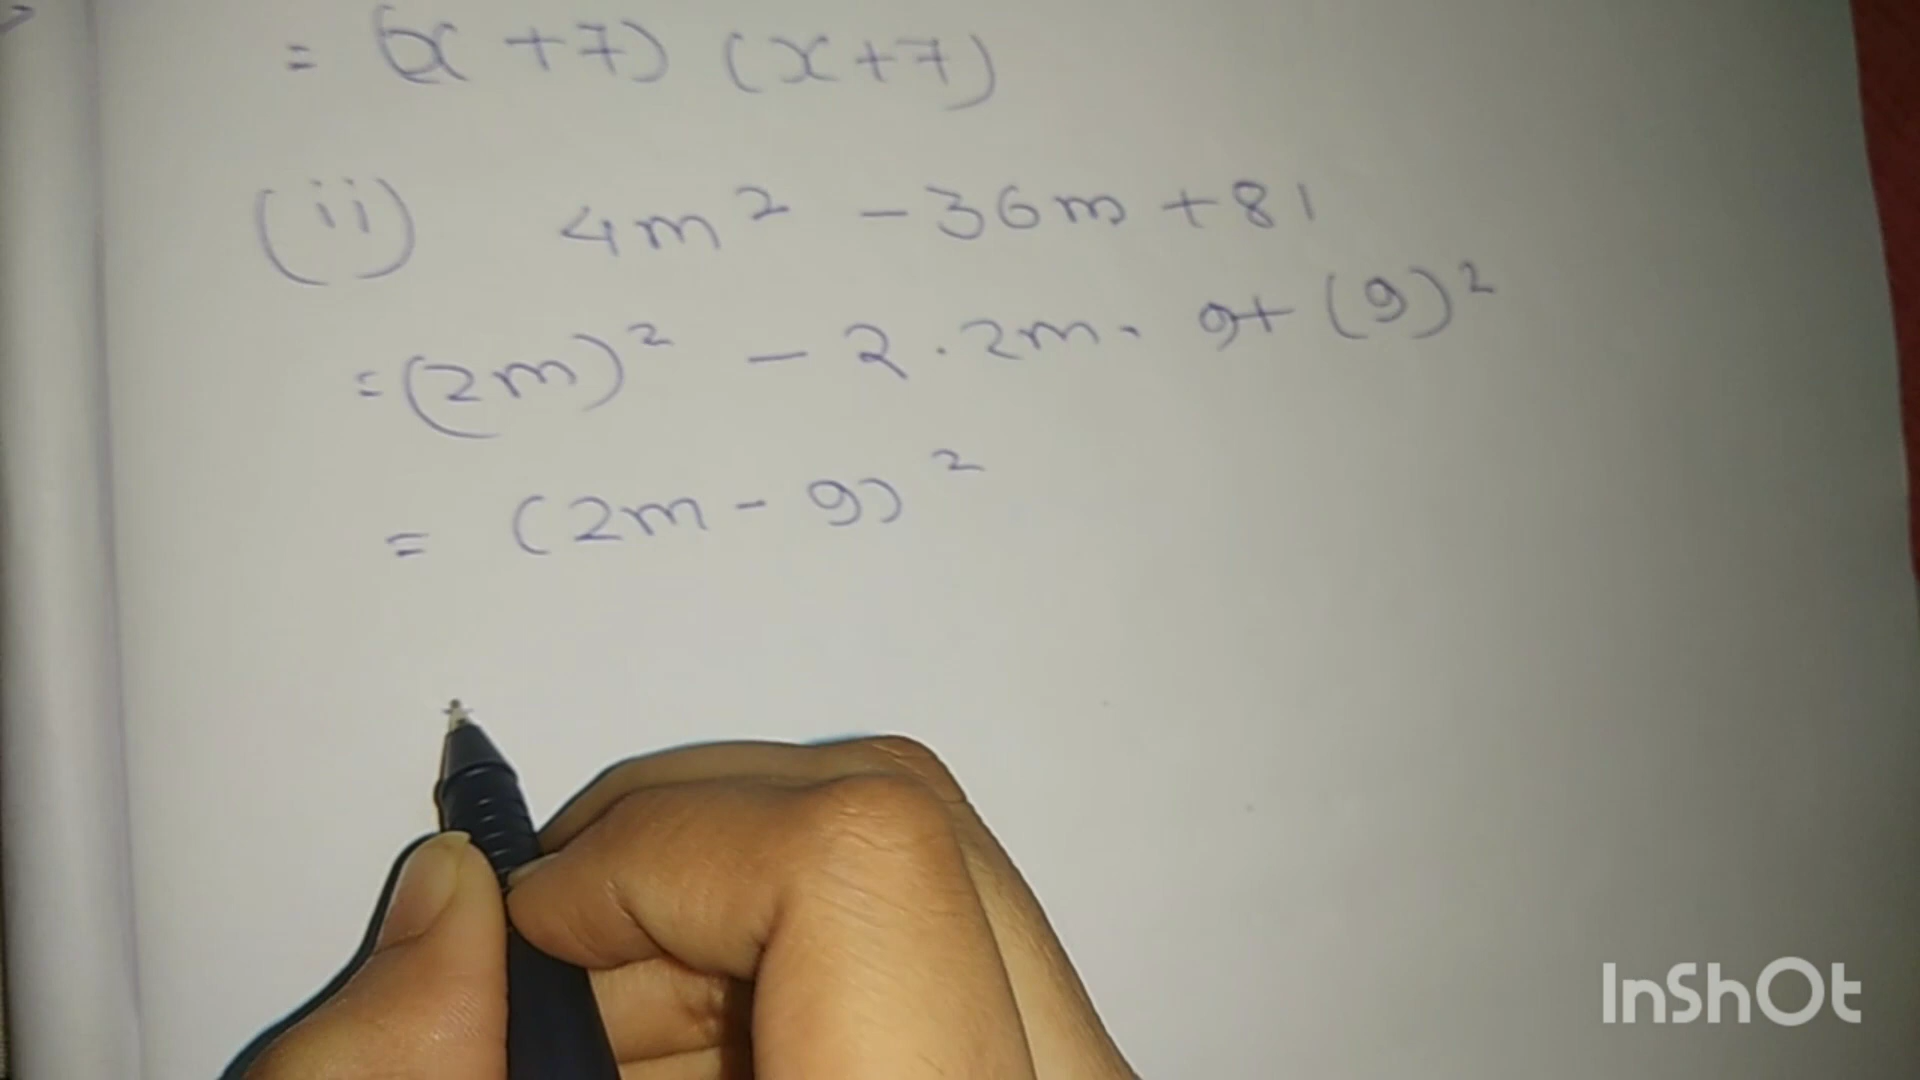 = (x + 7) (x + 7)
(ii) 4m² - 36m + 81
= (2m)² - 2 . 2m . 9 + (9)²
= (2m - 9)²
InShOt